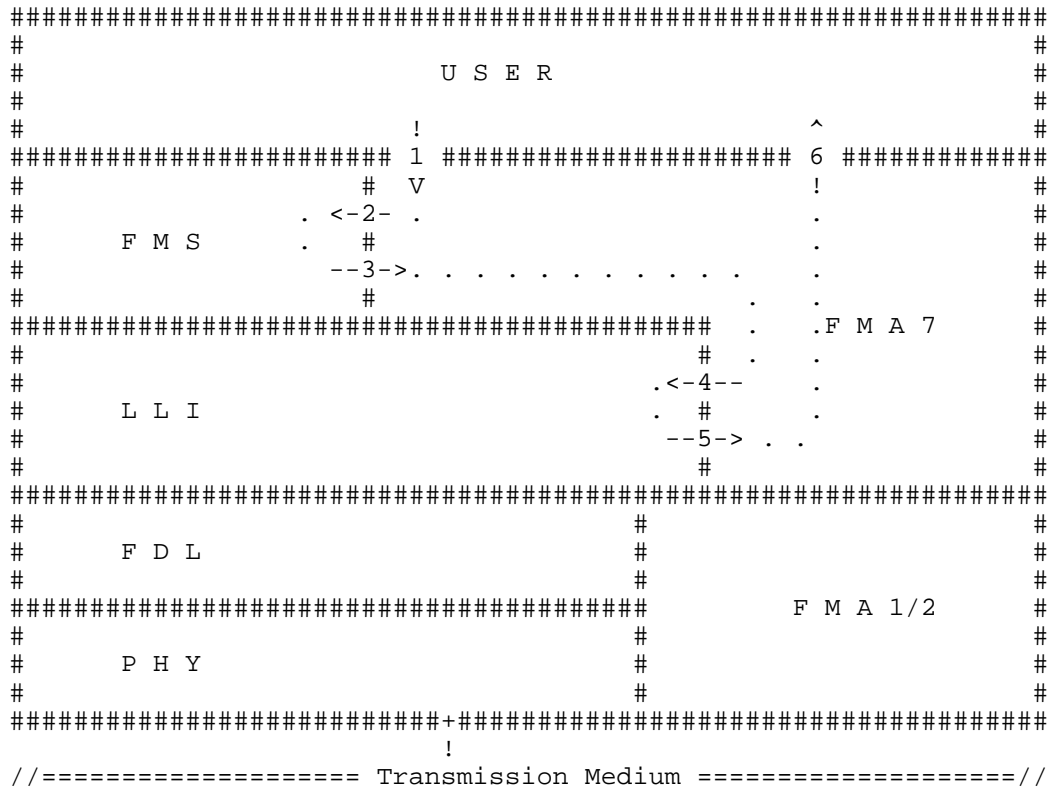 #################################################################
#                                                               #
#                          U S E R                              #
#                                                               #
#                        !                        ^             #
######################## 1 ###################### 6 #############
#                     #  V                        !             #
#                 . <-2- .                        .             #
#      F M S      .   #                           .             #
#                   --3->. . . . . . . . . . .    .             #
#                     #                       .   .             #
############################################  .   .F M A 7      #
#                                          #  .   .             #
#                                       .<-4--    .             #
#      L L I                            .  #      .             #
#                                        --5-> . .              #
#                                          #                    #
#################################################################
#                                      #                        #
#      F D L                           #                        #
#                                      #                        #
########################################         F M A 1/2      #
#                                      #                        #
#      P H Y                           #                        #
#                                      #                        #
###########################+#####################################
                           !
//==================== Transmission Medium ====================//